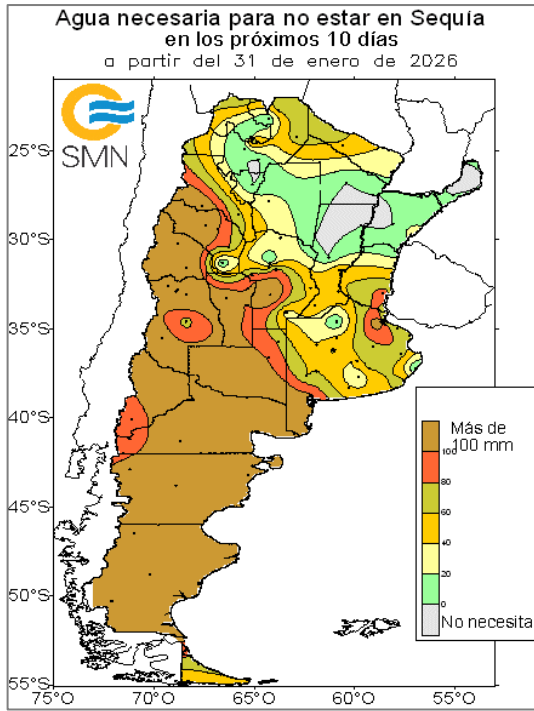 Agua necesaria para no estar en Sequía
en los próximos 10 días
a partir del 31 de enero de 2026
SMN
25°S
30°S
35°S
40°S
45°S
50°S
55°S
75°O
70°O
65°O
60°O
55°O
Más de
100 mm
100
80
60
40
20
0
No necesita